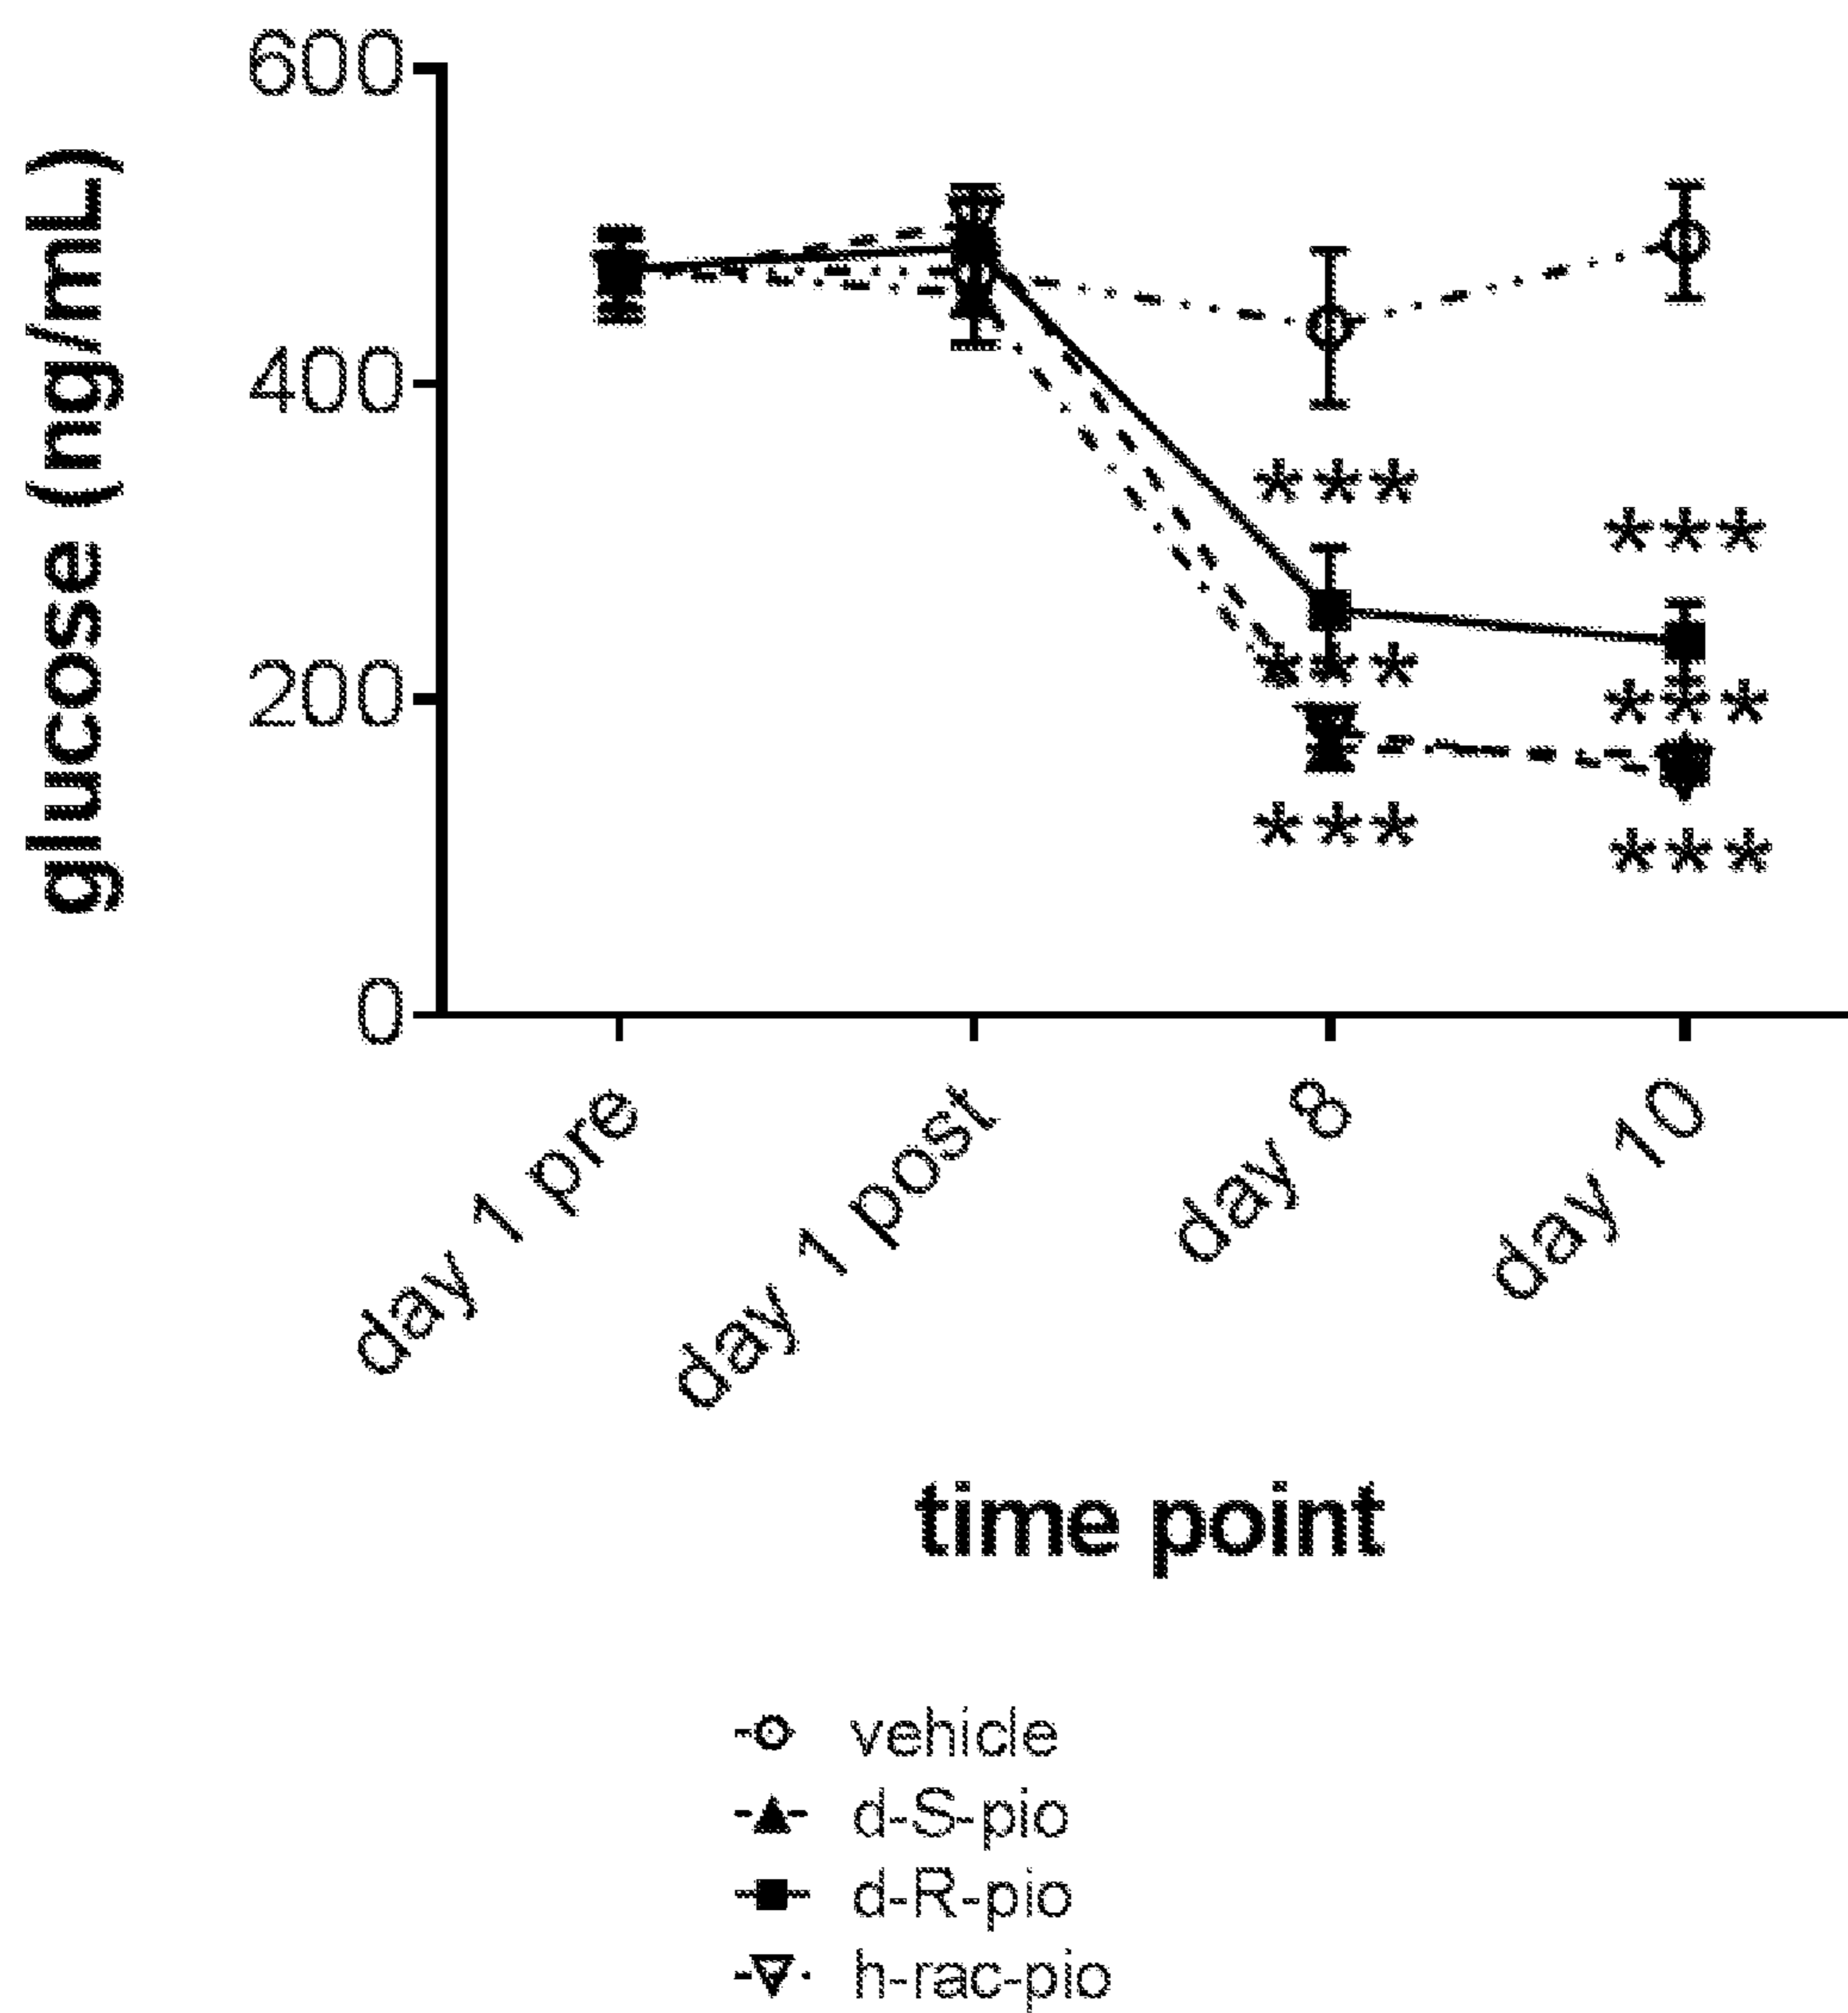 glucose (ng/mL)
600
400
200
0
***
***
***
***
***
***
day 1 pre
day 1 post
day 8
day 10
time point
vehicle
d-S-pio
d-R-pio
h-rac-pio